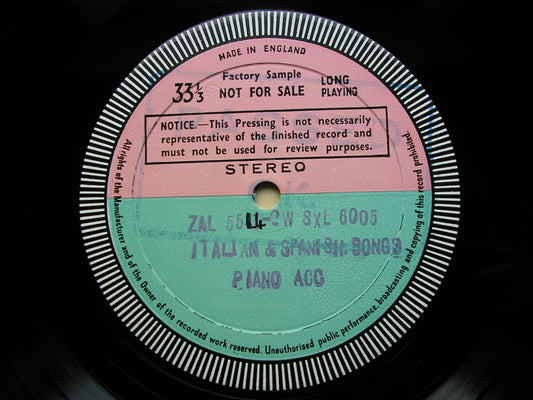 MADE IN ENGLAND
33⅓
Factory Sample
NOT FOR SALE
LONG
PLAYING
NOTICE.—This Pressing is not necessarily
representative of the finished record and
must not be used for review purposes.
STEREO
SXL 6005
ITALIAN & SPANISH SONGS
PIANO ACC
All rights of the Manufacturer and of the Owner of the recorded work reserved. Unauthorised public performance, broadcasting and copying of this record prohibited.